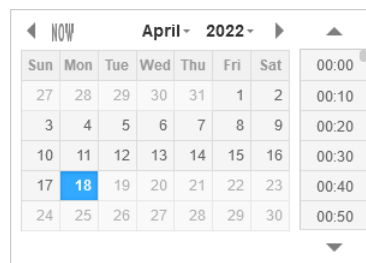 NOW April 2022
Sun Mon Tue Wed Thu Fri Sat
27 28 29 30 31 1 2
3 4 5 6 7 8 9
10 11 12 13 14 15 16
17 18 19 20 21 22 23
24 25 26 27 28 29 30
00:00
00:10
00:20
00:30
00:40
00:50